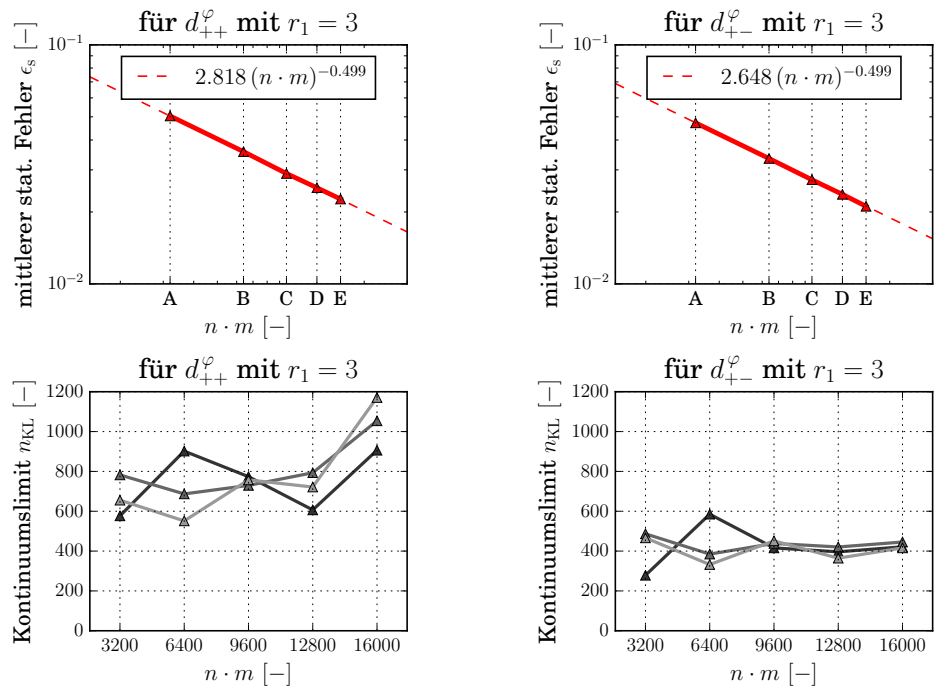 für $d_{++}^{\varphi}$ mit $r_1 = 3$
mittlerer stat. Fehler $\epsilon_{\mathrm{s}}$ [−]
$10^{-1}$
$10^{-2}$
$2.818\,(n \cdot m)^{-0.499}$
A B C D E
$n \cdot m$ [−]
für $d_{+-}^{\varphi}$ mit $r_1 = 3$
mittlerer stat. Fehler $\epsilon_{\mathrm{s}}$ [−]
$10^{-1}$
$10^{-2}$
$2.648\,(n \cdot m)^{-0.499}$
A B C D E
$n \cdot m$ [−]
für $d_{++}^{\varphi}$ mit $r_1 = 3$
Kontinuumslimit $n_{\mathrm{KL}}$ [−]
1200
1000
800
600
400
200
0
3200 6400 9600 12800 16000
$n \cdot m$ [−]
für $d_{+-}^{\varphi}$ mit $r_1 = 3$
Kontinuumslimit $n_{\mathrm{KL}}$ [−]
1200
1000
800
600
400
200
0
3200 6400 9600 12800 16000
$n \cdot m$ [−]